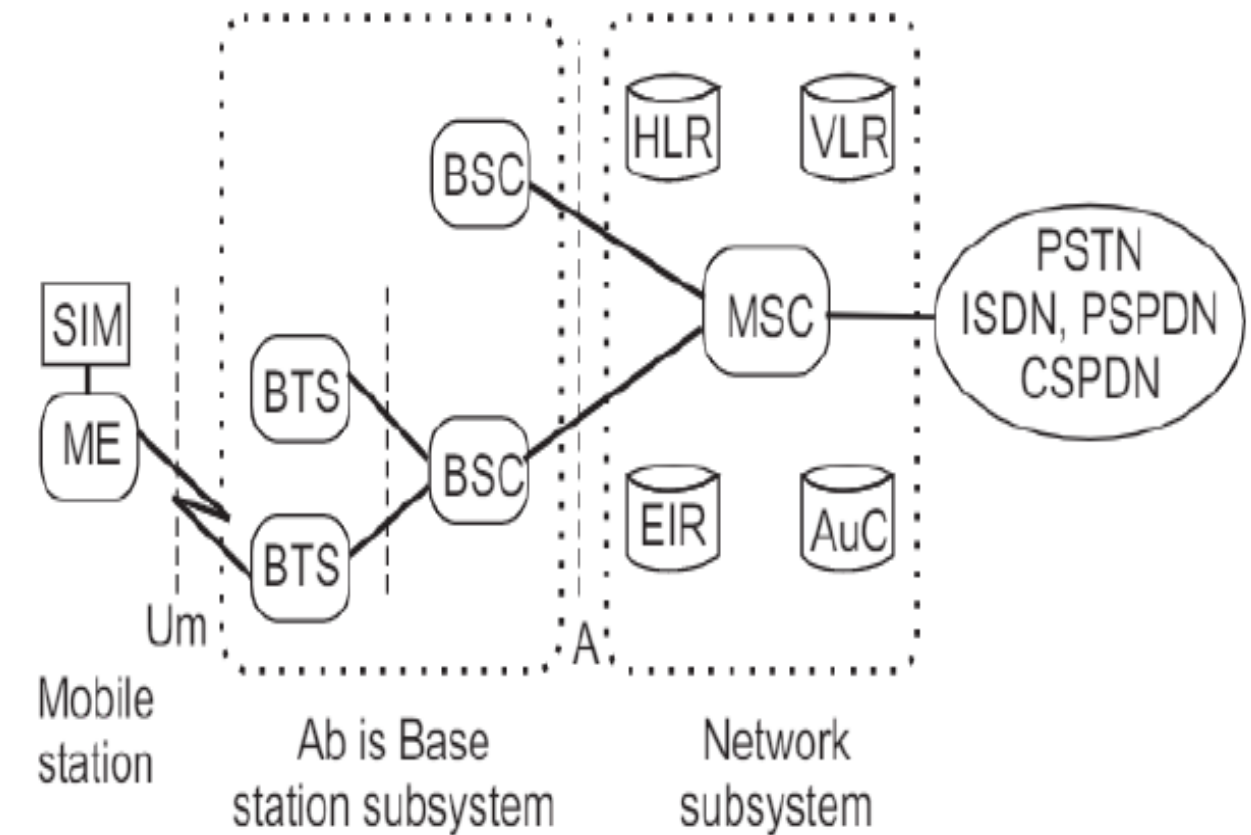 SIM
ME
Um
Mobile
station
BTS
BTS
BSC
BSC
Ab is Base
station subsystem
A
HLR
VLR
MSC
EIR
AuC
Network
subsystem
PSTN
ISDN, PSPDN
CSPDN